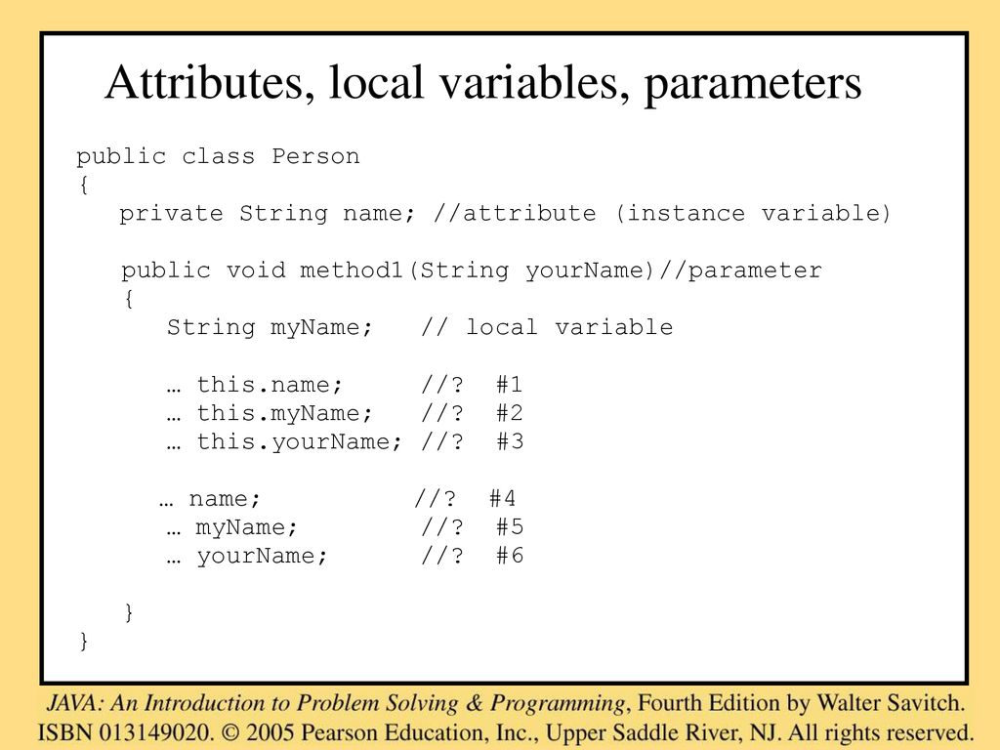 Attributes, local variables, parameters
public class Person
{
private String name; //attribute (instance variable)
public void method1(String yourName)//parameter
{
String myName; // local variable
… this.name; //? #1
… this.myName; //? #2
… this.yourName; //? #3
… name; //? #4
… myName; //? #5
… yourName; //? #6
}
}
JAVA: An Introduction to Problem Solving & Programming, Fourth Edition by Walter Savitch.
ISBN 013149020. © 2005 Pearson Education, Inc., Upper Saddle River, NJ. All rights reserved.